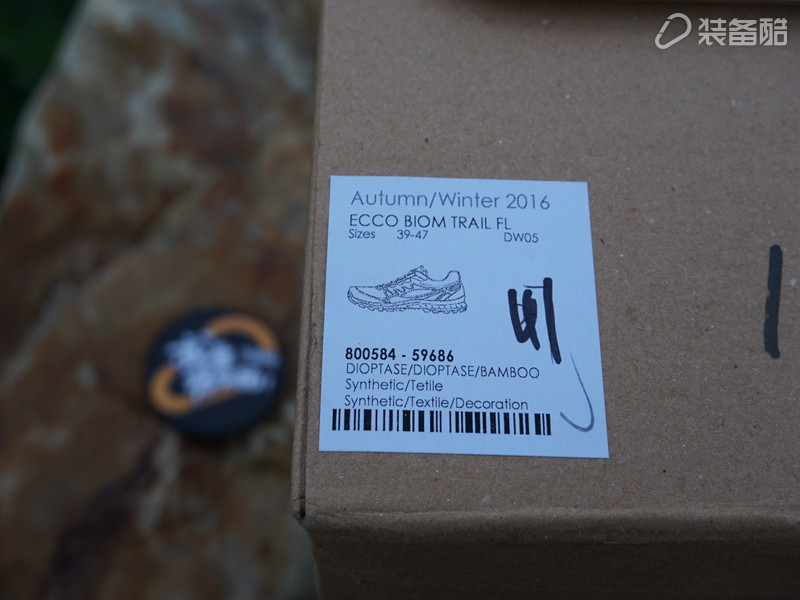 装备酷
Autumn/Winter 2016
ECCO BIOM TRAIL FL
Sizes 39-47 DW05
800584 - 59686
DIOPTASE/DIOPTASE/BAMBOO
Synthetic/Tetile
Synthetic/Textile/Decoration